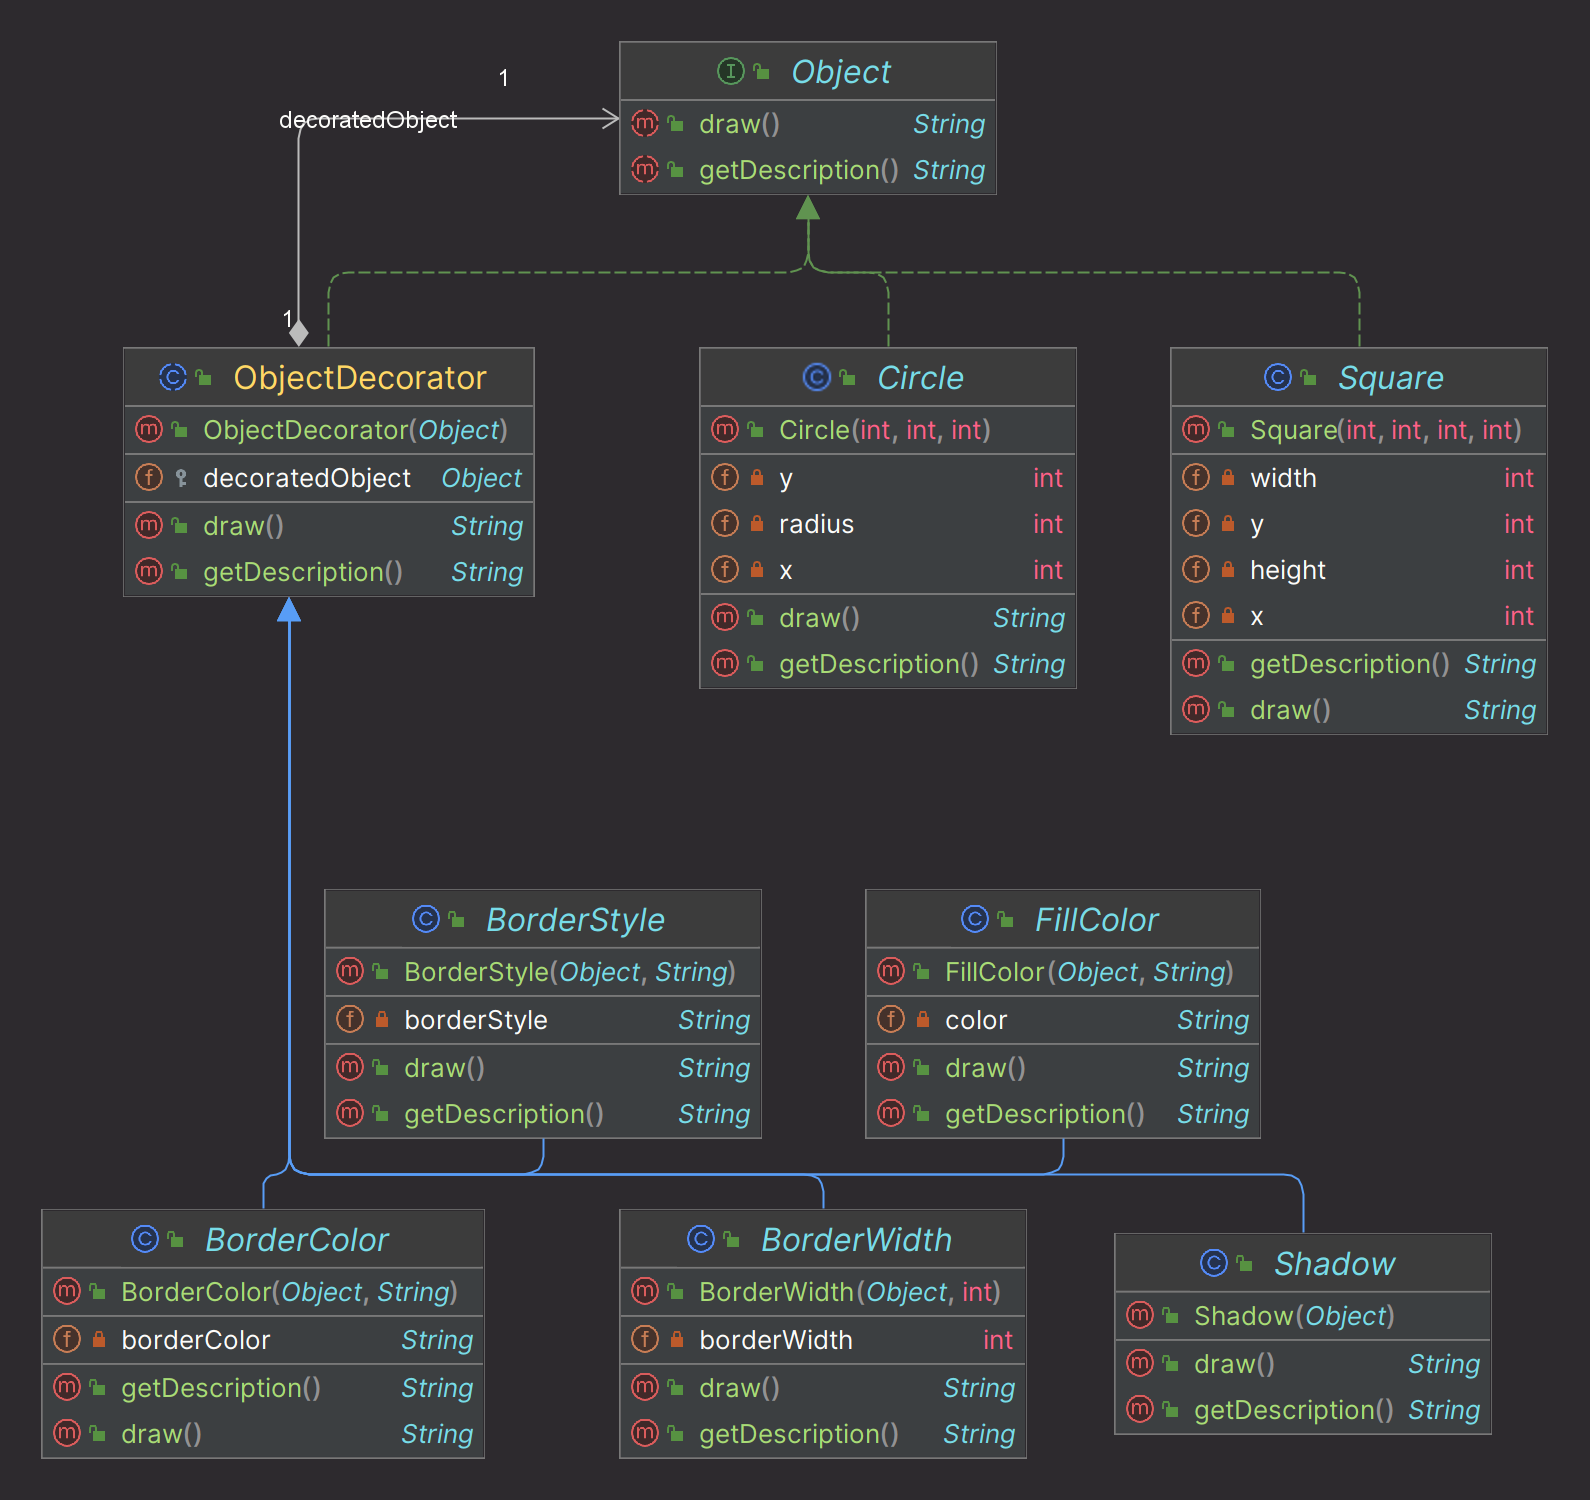 1
decoratedObject
1
Object
draw() String
getDescription() String
ObjectDecorator
ObjectDecorator(Object)
decoratedObject Object
draw() String
getDescription() String
Circle
Circle(int, int, int)
y int
radius int
x int
draw() String
getDescription() String
Square
Square(int, int, int, int)
width int
y int
height int
x int
getDescription() String
draw() String
BorderStyle
BorderStyle(Object, String)
borderStyle String
draw() String
getDescription() String
FillColor
FillColor(Object, String)
color String
draw() String
getDescription() String
BorderColor
BorderColor(Object, String)
borderColor String
getDescription() String
draw() String
BorderWidth
BorderWidth(Object, int)
borderWidth int
draw() String
getDescription() String
Shadow
Shadow(Object)
draw() String
getDescription() String